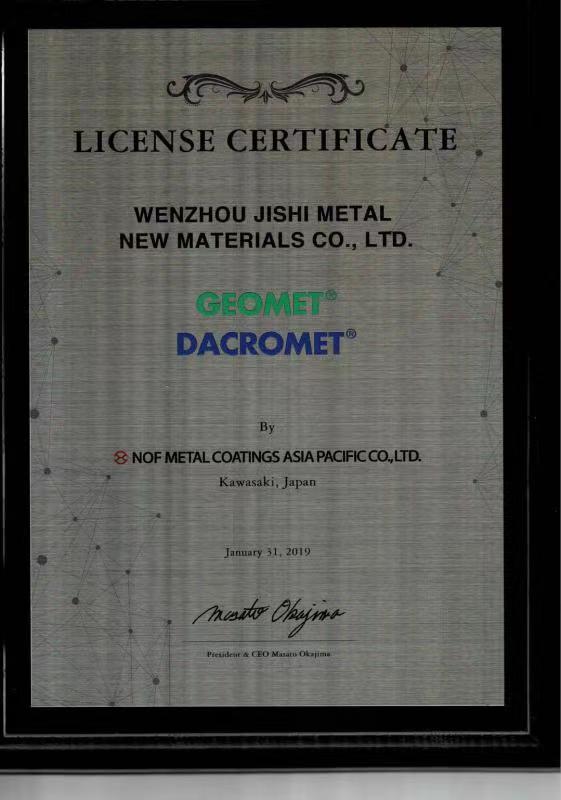 LICENSE CERTIFICATE
WENZHOU JISHI METAL
NEW MATERIALS CO., LTD.
GEOMET®
DACROMET®
By
NOF METAL COATINGS ASIA PACIFIC CO.,LTD.
Kawasaki, Japan
January 31, 2019
Masato Okajima
President & CEO Masato Okajima